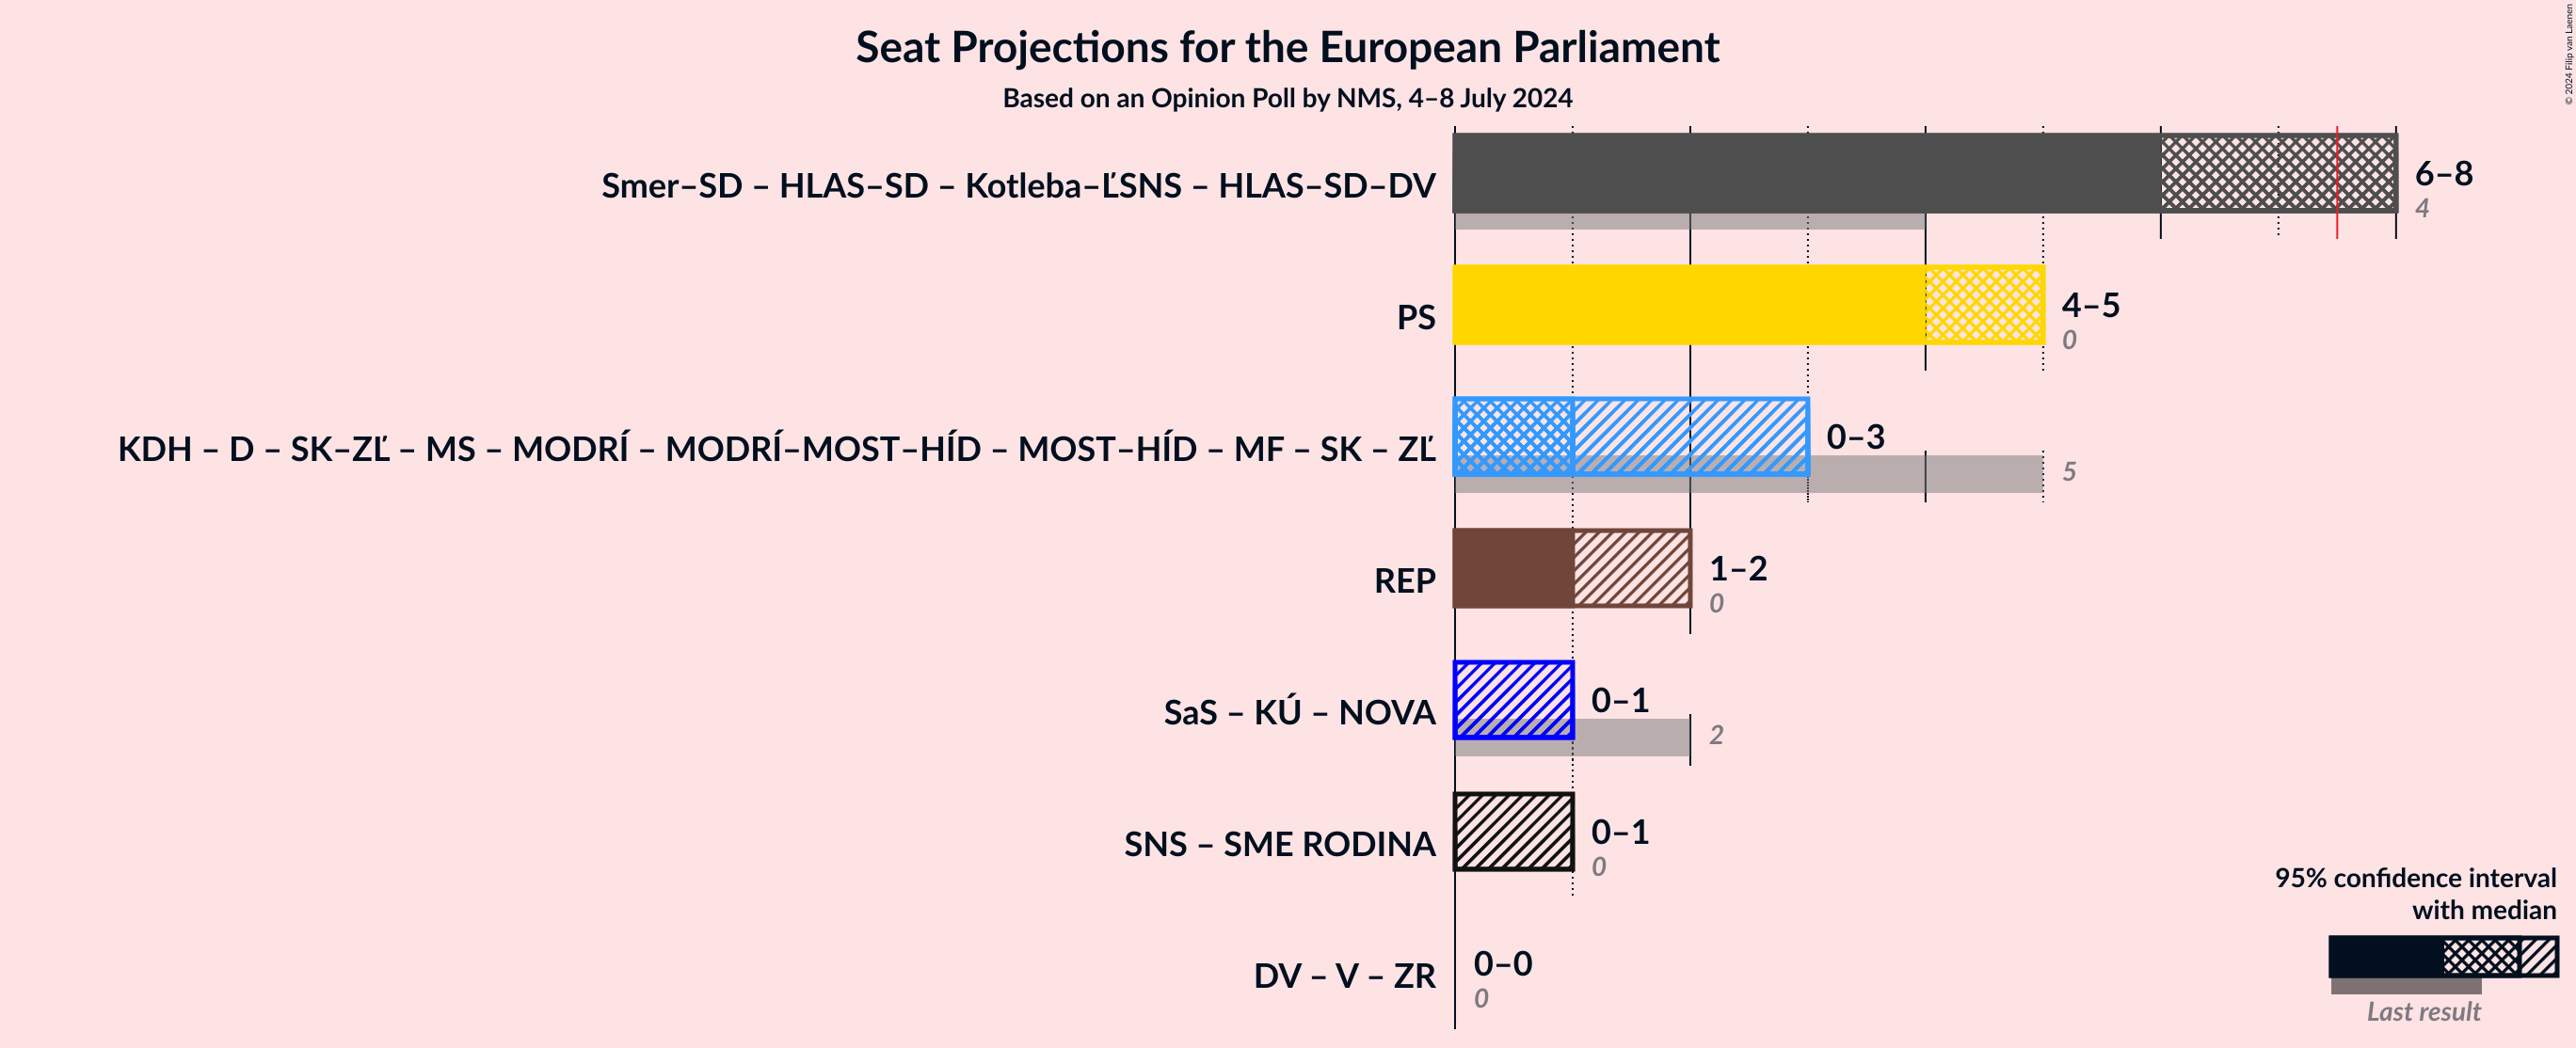 Seat Projections for the European Parliament
Based on an Opinion Poll by NMS, 4–8 July 2024
© 2024 Filip van Laenen
Smer–SD – HLAS–SD – Kotleba–ĽSNS – HLAS–SD–DV
6–8
4
PS
4–5
0
KDH – D – SK–ZĽ – MS – MODRÍ – MODRÍ–MOST–HÍD – MOST–HÍD – MF – SK – ZĽ
0–3
5
REP
1–2
0
SaS – KÚ – NOVA
0–1
2
SNS – SME RODINA
0–1
0
DV – V – ZR
0–0
0
95% confidence interval
with median
Last result